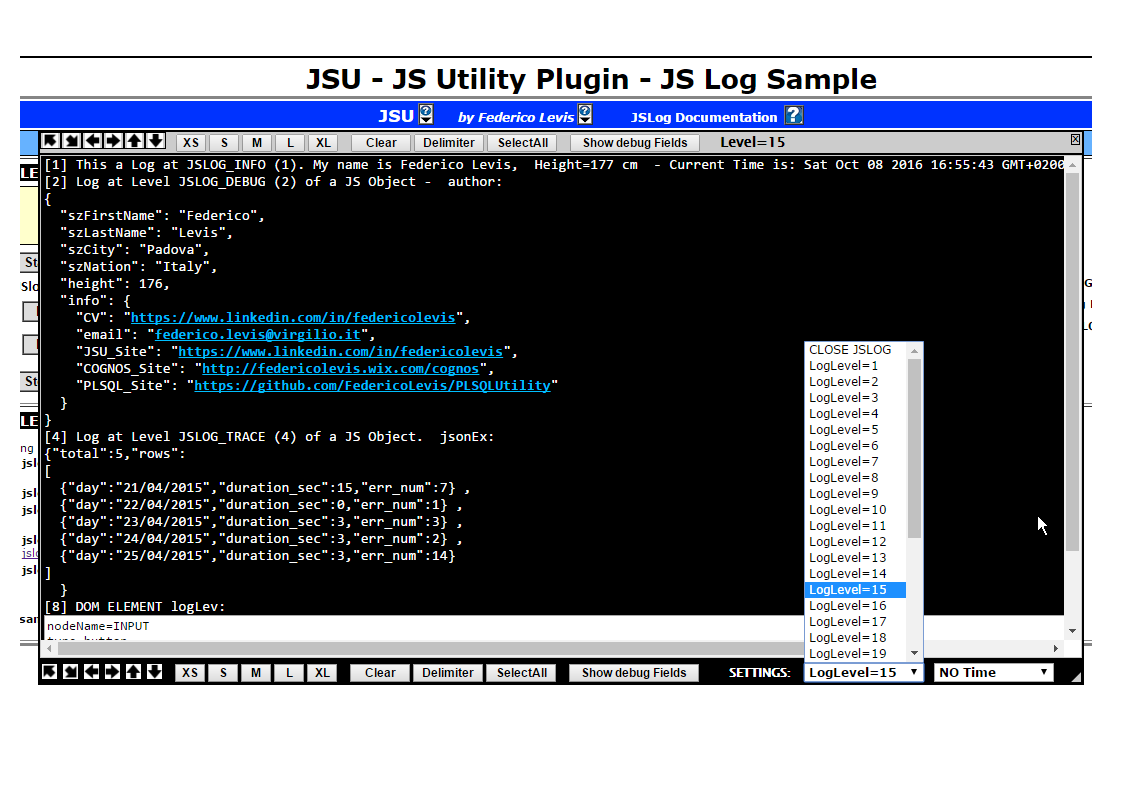 JSU - JS Utility Plugin - JS Log Sample
JSU by Federico Levis JSLog Documentation
XS S M L XL Clear Delimiter SelectAll Show debug Fields Level=15
[1] This a Log at JSLOG_INFO (1). My name is Federico Levis, Height=177 cm - Current Time is: Sat Oct 08 2016 16:55:43 GMT+0200
[2] Log at Level JSLOG_DEBUG (2) of a JS Object - author:
{
"szFirstName": "Federico",
"szLastName": "Levis",
"szCity": "Padova",
"szNation": "Italy",
"height": 176,
"info": {
"CV": "https://www.linkedin.com/in/federicolevis",
"email": "federico.levis@virgilio.it",
"JSU_Site": "https://www.linkedin.com/in/federicolevis",
"COGNOS_Site": "http://federicolevis.wix.com/cognos",
"PLSQL_Site": "https://github.com/FedericoLevis/PLSQLUtility"
}
}
[4] Log at Level JSLOG_TRACE (4) of a JS Object. jsonEx:
{"total":5,"rows":
[
{"day":"21/04/2015","duration_sec":15,"err_num":7} ,
{"day":"22/04/2015","duration_sec":0,"err_num":1} ,
{"day":"23/04/2015","duration_sec":3,"err_num":3} ,
{"day":"24/04/2015","duration_sec":3,"err_num":2} ,
{"day":"25/04/2015","duration_sec":3,"err_num":14}
]
}
[8] DOM ELEMENT logLev:
nodeName=INPUT
CLOSE JSLOG
LogLevel=1
LogLevel=2
LogLevel=3
LogLevel=4
LogLevel=5
LogLevel=6
LogLevel=7
LogLevel=8
LogLevel=9
LogLevel=10
LogLevel=11
LogLevel=12
LogLevel=13
LogLevel=14
LogLevel=15
LogLevel=16
LogLevel=17
LogLevel=18
LogLevel=19
XS S M L XL Clear Delimiter SelectAll Show debug Fields SETTINGS: LogLevel=15 NO Time